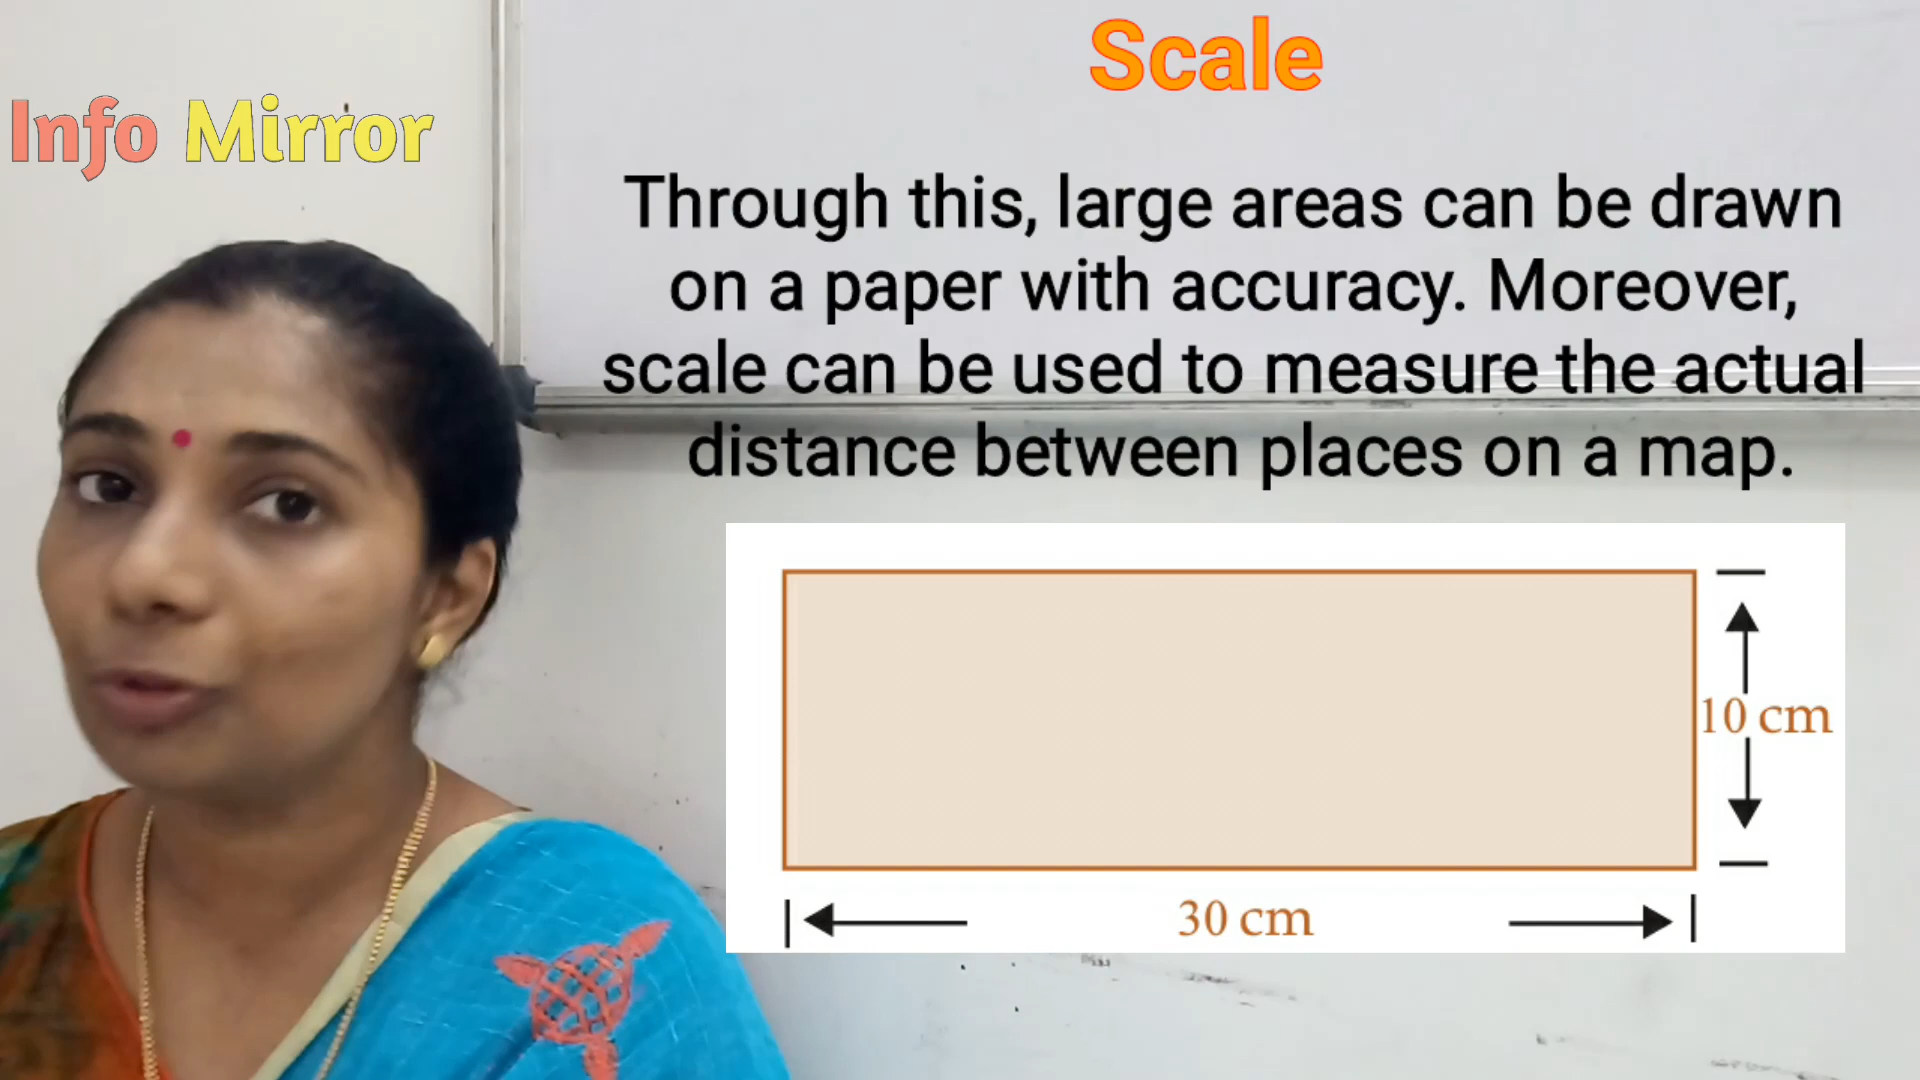 Scale
Info Mirror
Through this, large areas can be drawn
on a paper with accuracy. Moreover,
scale can be used to measure the actual
distance between places on a map.
10 cm
30 cm